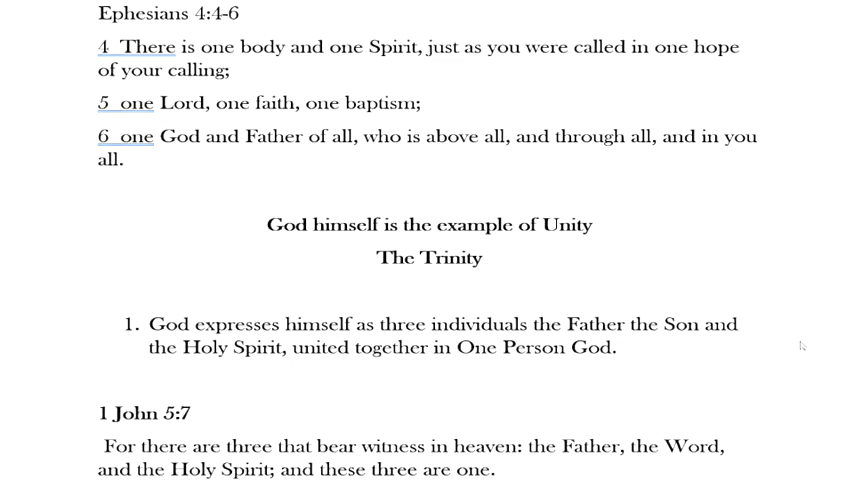 Ephesians 4:4-6
4 There is one body and one Spirit, just as you were called in one hope
of your calling;
5 one Lord, one faith, one baptism;
6 one God and Father of all, who is above all, and through all, and in you
all.
God himself is the example of Unity
The Trinity
1. God expresses himself as three individuals the Father the Son and
the Holy Spirit, united together in One Person God.
1 John 5:7
For there are three that bear witness in heaven: the Father, the Word,
and the Holy Spirit; and these three are one.